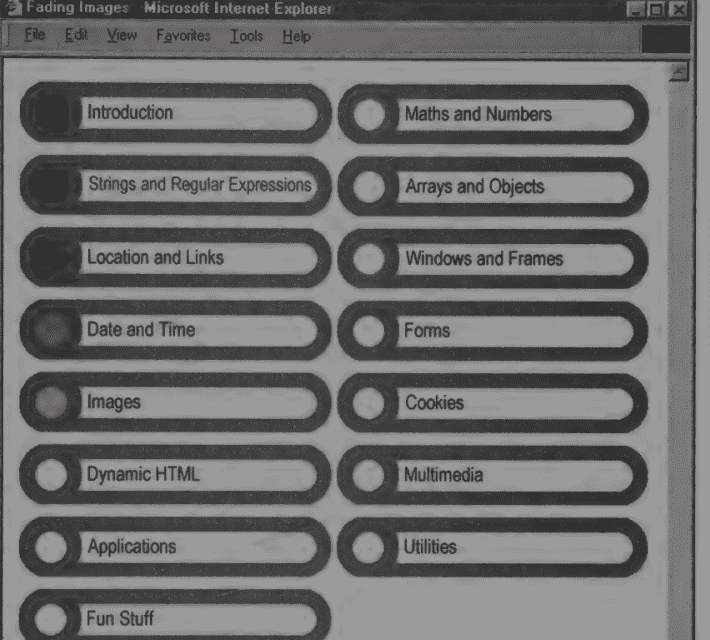 Fading Images Microsoft Internet Explorer
File Edit View Favorites Tools Help
Introduction
Strings and Regular Expressions
Location and Links
Date and Time
Images
Dynamic HTML
Applications
Fun Stuff
Maths and Numbers
Arrays and Objects
Windows and Frames
Forms
Cookies
Multimedia
Utilities